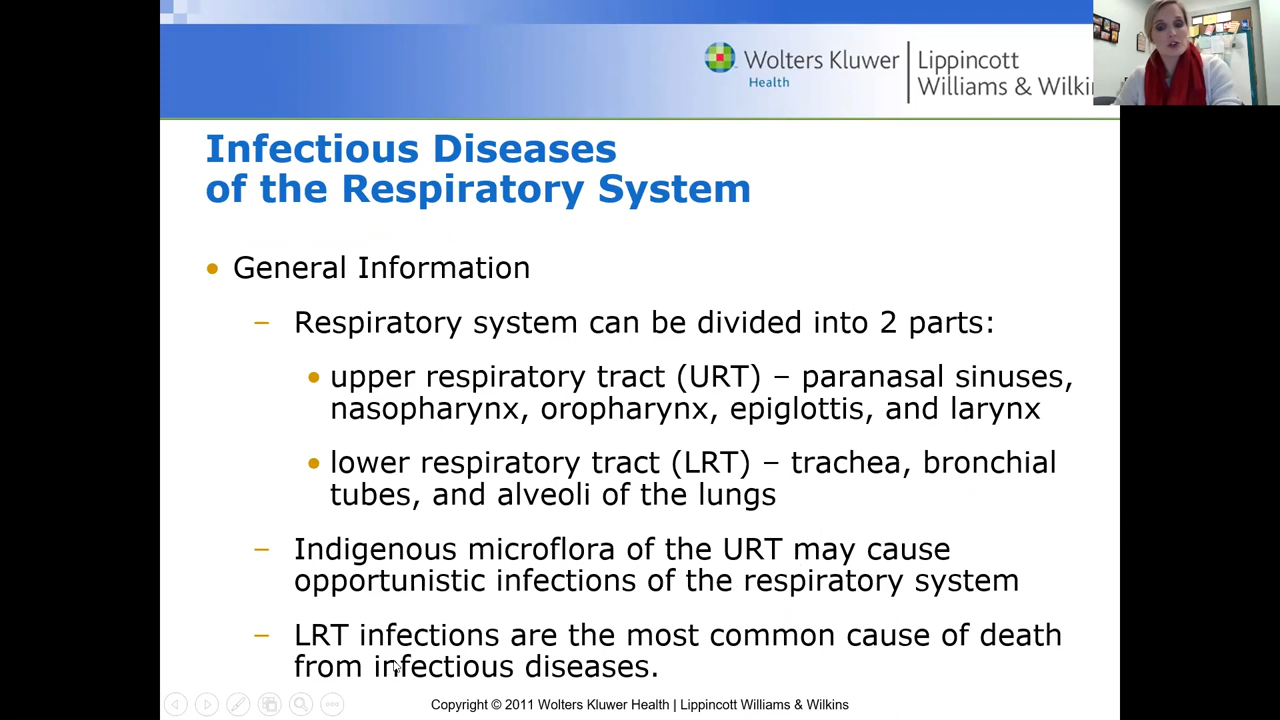 Wolters Kluwer
Health
Lippincott
Williams & Wilki
Infectious Diseases
of the Respiratory System
• General Information
– Respiratory system can be divided into 2 parts:
• upper respiratory tract (URT) – paranasal sinuses,
nasopharynx, oropharynx, epiglottis, and larynx
• lower respiratory tract (LRT) – trachea, bronchial
tubes, and alveoli of the lungs
– Indigenous microflora of the URT may cause
opportunistic infections of the respiratory system
– LRT infections are the most common cause of death
from infectious diseases.
Copyright © 2011 Wolters Kluwer Health | Lippincott Williams & Wilkins